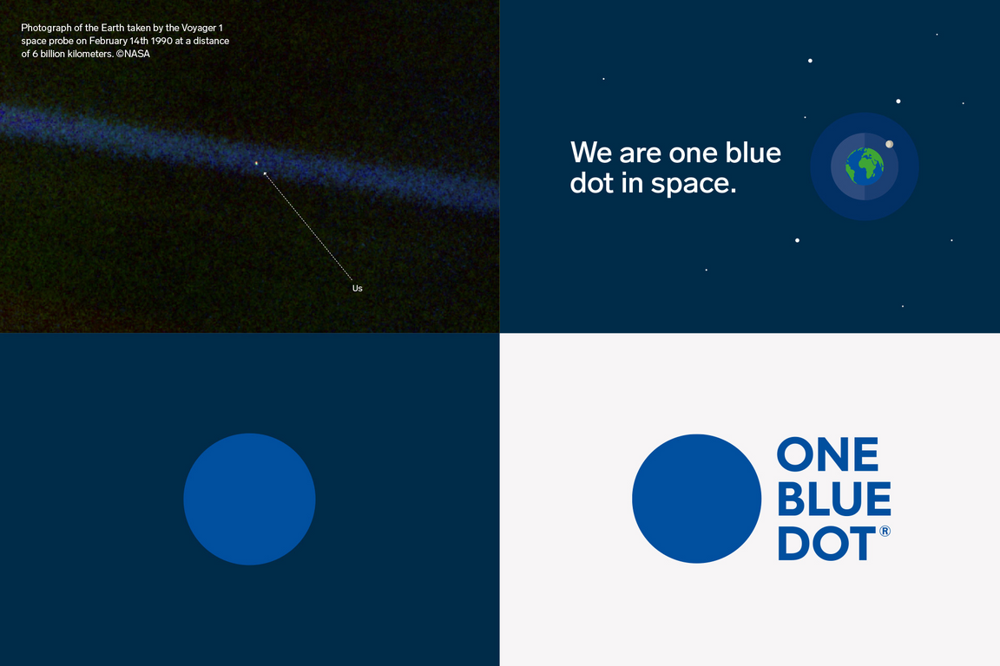 Photograph of the Earth taken by the Voyager 1
space probe on February 14th 1990 at a distance
of 6 billion kilometers. ©NASA
Us
We are one blue
dot in space.
ONE
BLUE
DOT®